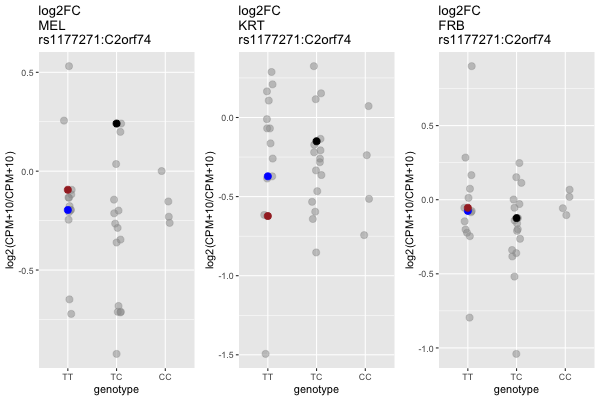 log2FC
MEL
rs1177271:C2orf74
log2(CPM+10/CPM+10)
0.5
0.0
-0.5
TT
TC
CC
genotype
log2FC
KRT
rs1177271:C2orf74
log2(CPM+10/CPM+10)
0.0
-0.5
-1.0
-1.5
TT
TC
CC
genotype
log2FC
FRB
rs1177271:C2orf74
log2(CPM+10/CPM+10)
0.5
0.0
-0.5
-1.0
TT
TC
CC
genotype